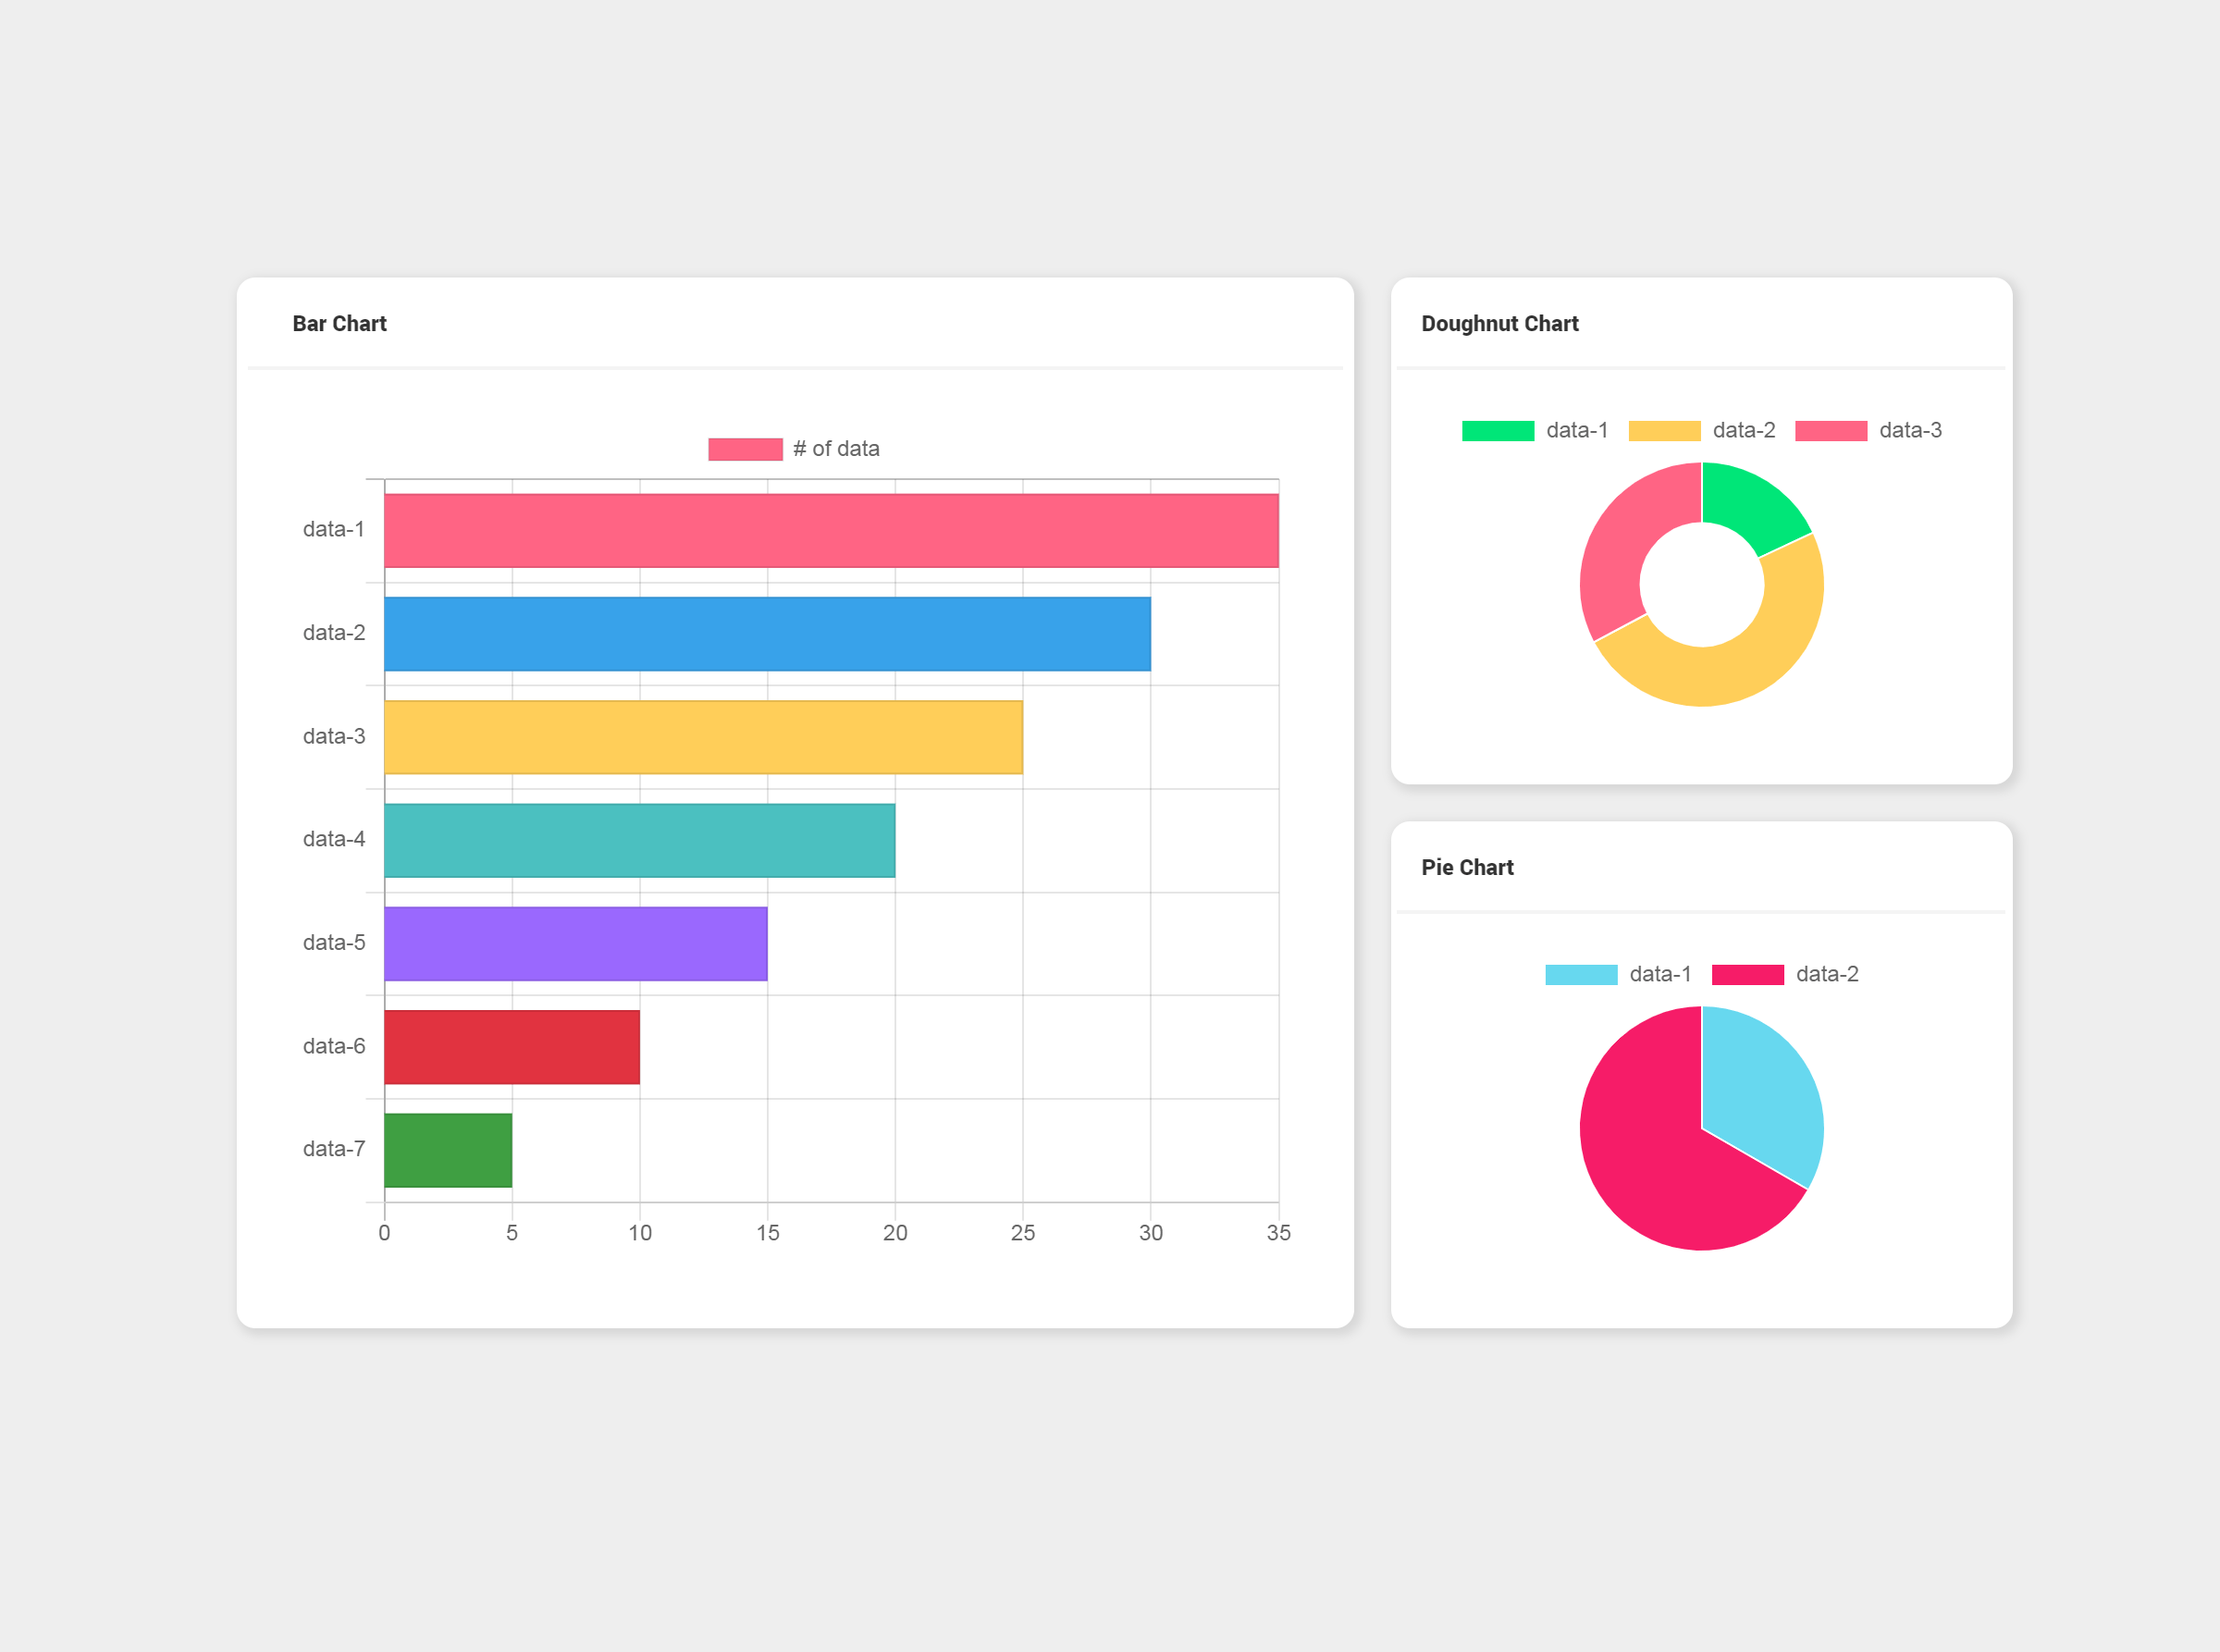 Bar Chart
# of data
data-1
data-2
data-3
data-4
data-5
data-6
data-7
0 5 10 15 20 25 30 35
Doughnut Chart
data-1 data-2 data-3
Pie Chart
data-1 data-2